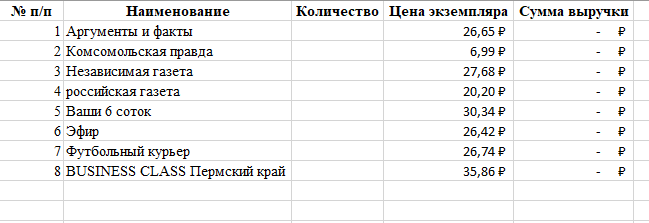 № п/п Наименование Количество Цена экземпляра Сумма выручки
1 Аргументы и факты 26,65 ₽ - ₽
2 Комсомольская правда 6,99 ₽ - ₽
3 Независимая газета 27,68 ₽ - ₽
4 российская газета 20,20 ₽ - ₽
5 Ваши 6 соток 30,34 ₽ - ₽
6 Эфир 26,42 ₽ - ₽
7 Футбольный курьер 26,74 ₽ - ₽
8 BUSINESS CLASS Пермский край 35,86 ₽ - ₽